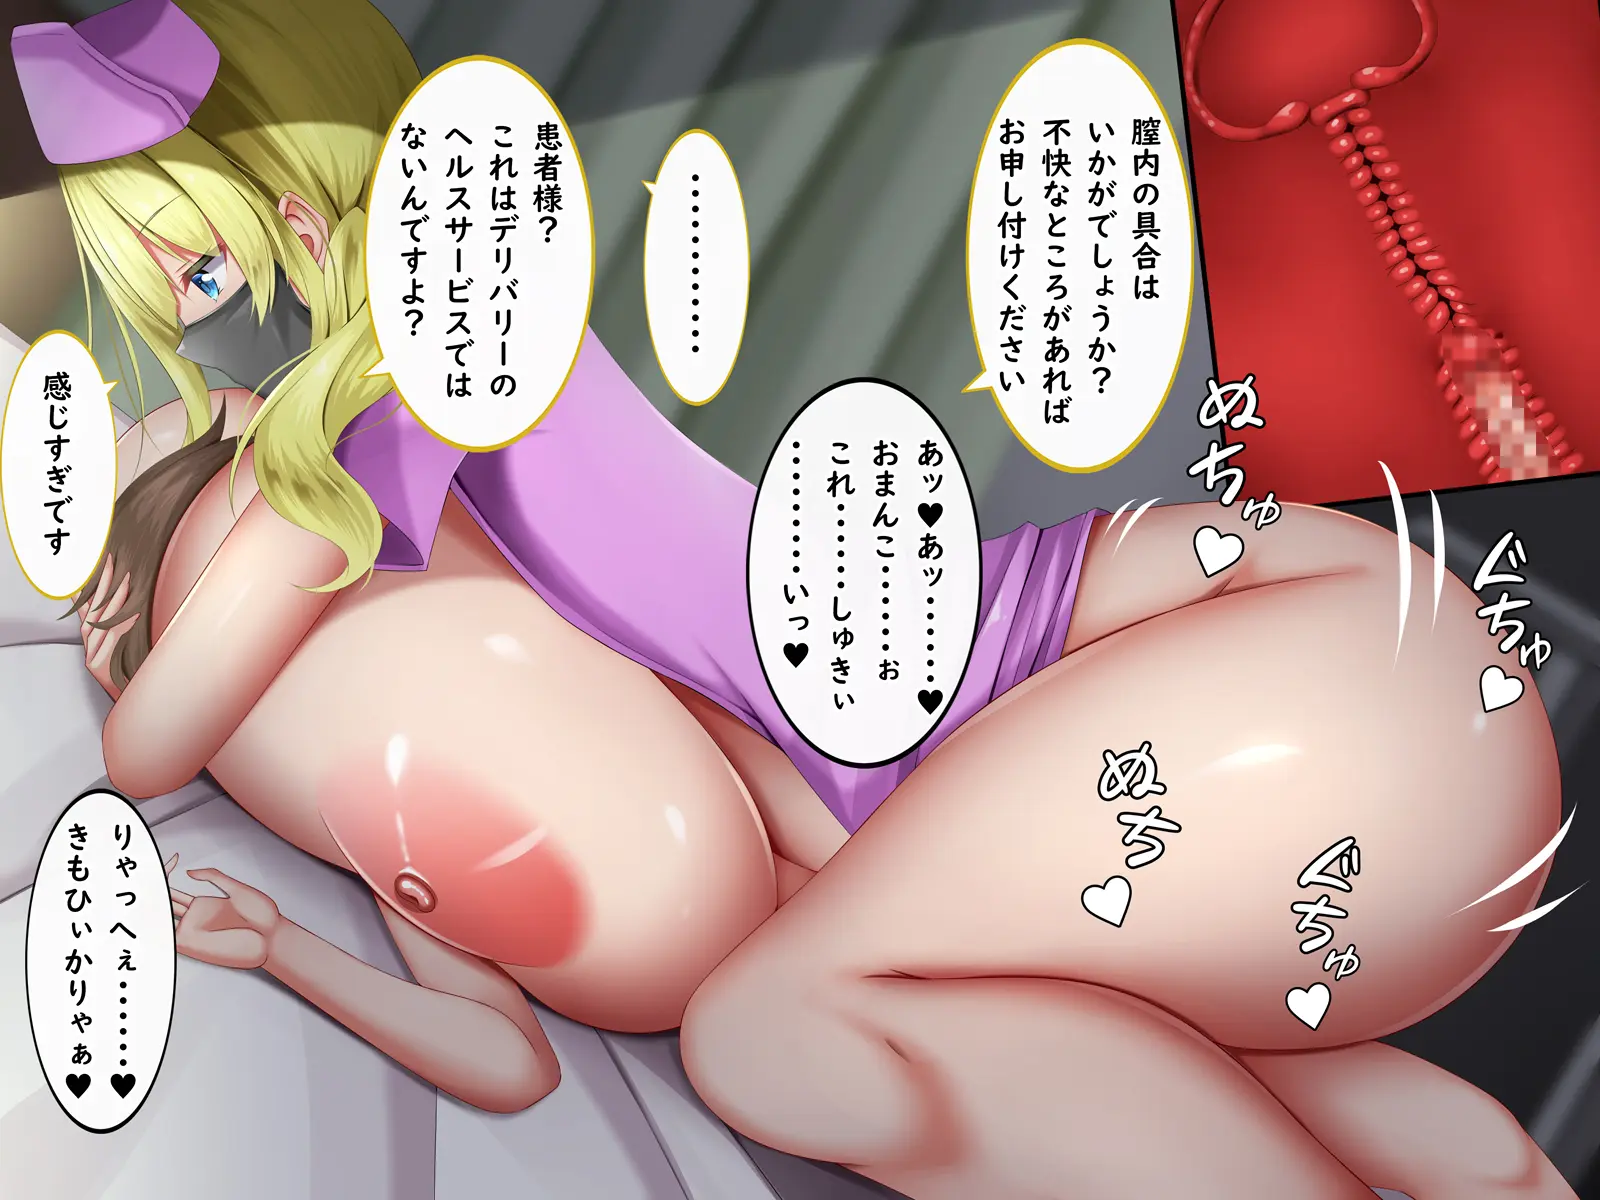 膣内の具合は
いかがでしょうか？
不快なところがあれば
お申し付けください
あッ♥あッ……♥
おまんこ……ぉ
これ……しゅきぃ
…………いっ♥
…………
患者様？
これはデリバリーの
ヘルスサービスでは
ないんですよ？
感じすぎです
りゃっへぇ……♥
きもひぃかりゃぁ♥
ぬちゅ♡
ぐちゅ♡
ぬち♡
ぐちゅ♡